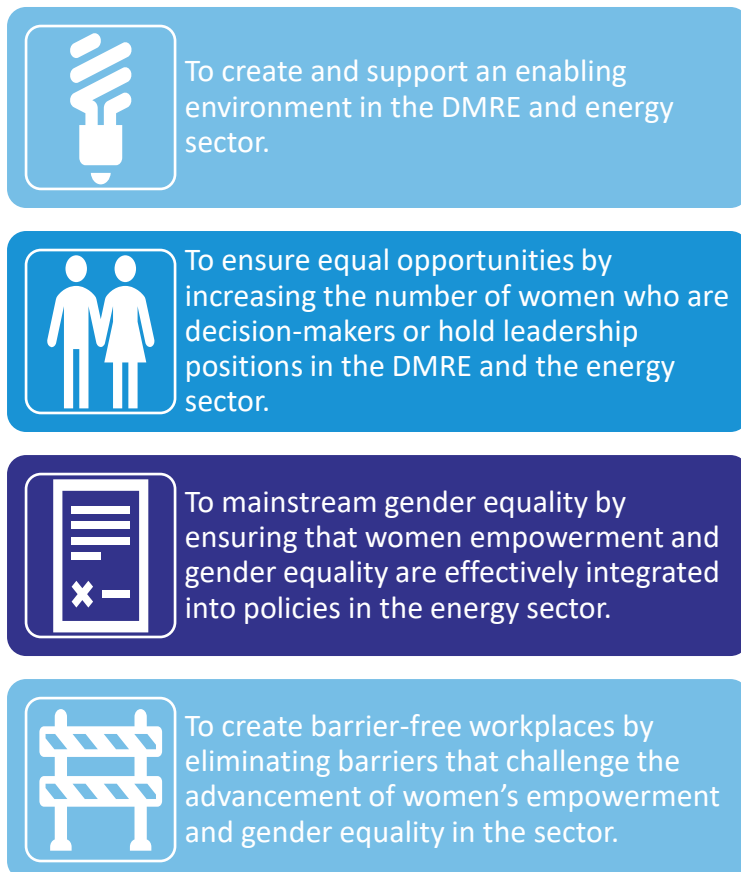 To create and support an enabling
environment in the DMRE and energy
sector.
To ensure equal opportunities by
increasing the number of women who are
decision-makers or hold leadership
positions in the DMRE and the energy
sector.
To mainstream gender equality by
ensuring that women empowerment and
gender equality are effectively integrated
into policies in the energy sector.
To create barrier-free workplaces by
eliminating barriers that challenge the
advancement of women’s empowerment
and gender equality in the sector.